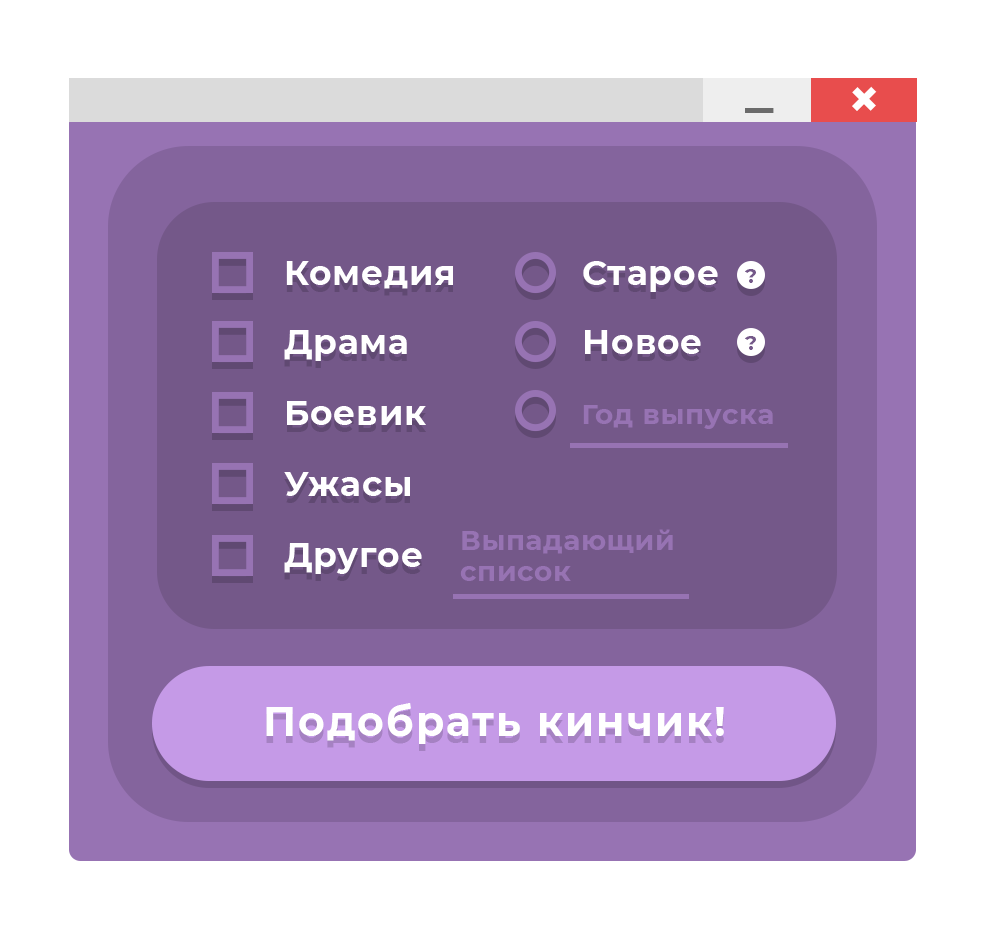 Комедия
Старое ?
Драма
Новое ?
Боевик
Год выпуска
Ужасы
Другое
Выпадающий
список
Подобрать кинчик!